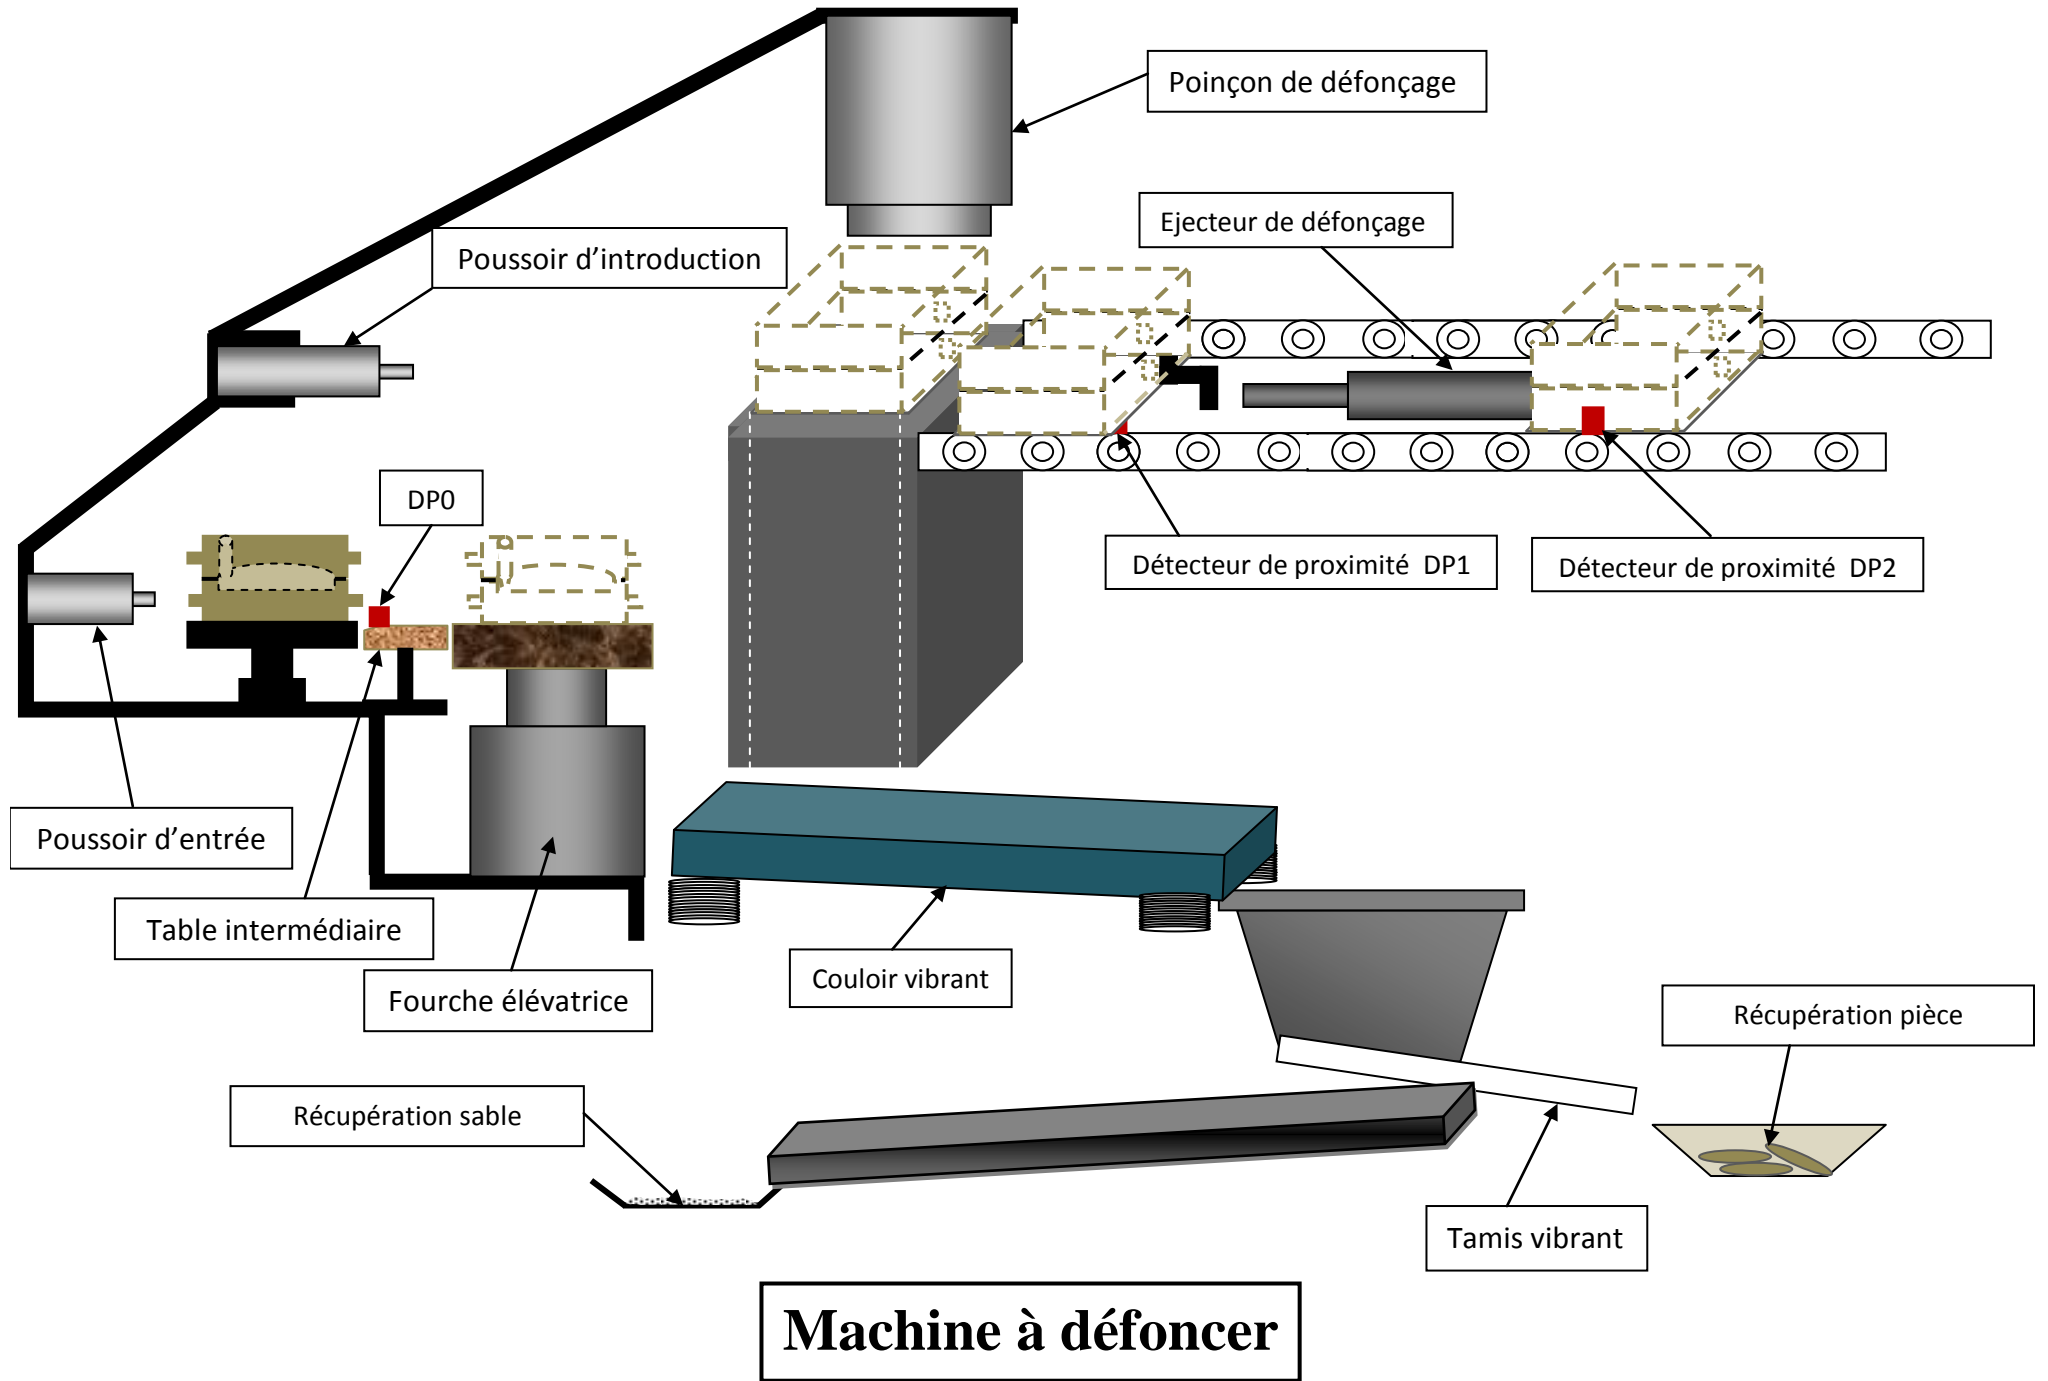 Poinçon de défonçage
Ejecteur de défonçage
Poussoir d’introduction
DP0
Détecteur de proximité  DP1
Détecteur de proximité  DP2
Poussoir d’entrée
Table intermédiaire
Fourche élévatrice
Couloir vibrant
Récupération pièce
Récupération sable
Tamis vibrant
Machine à défoncer